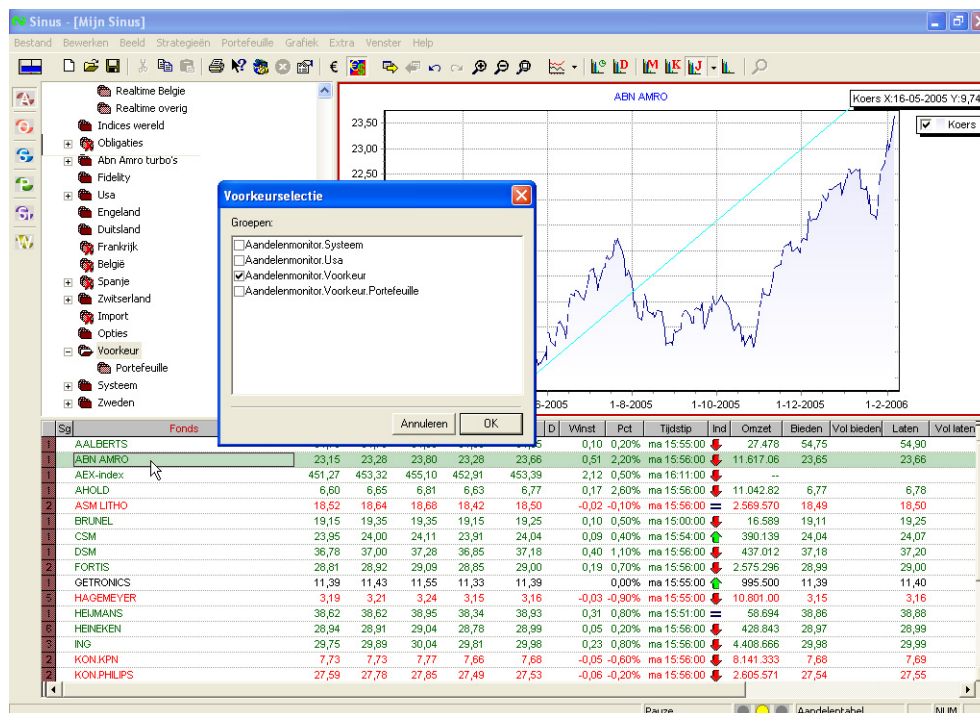 Sinus - [Mijn Sinus]
Bestand Bewerken Beeld Strategieën Portefeuille Grafiek Extra Venster Help
Realtime Belgie
Realtime overig
Indices wereld
Obligaties
Abn Amro turbo's
Fidelity
Usa
Engeland
Duitsland
Frankrijk
België
Spanje
Zwitserland
Import
Opties
Voorkeur
Portefeuille
Systeem
Zweden
ABN AMRO
Koers X:16-05-2005 Y:9,74
Koers
23,50
23,00
22,50
6-2005 1-8-2005 1-10-2005 1-12-2005 1-2-2006
Voorkeurselectie
Groepen:
Aandelenmonitor.Systeem
Aandelenmonitor.Usa
Aandelenmonitor.Voorkeur
Aandelenmonitor.Voorkeur.Portefeuille
Annuleren OK
Sg Fonds D Winst Pct Tijdstip Ind Omzet Bieden Vol bieden Laten Vol laten
1 AALBERTS 0,10 0,20% ma 15:55:00 27.478 54,75 54,90
1 ABN AMRO 23,15 23,28 23,80 23,28 23,66 0,51 2,20% ma 15:56:00 11.617.06 23,65 23,66
1 AEX-index 451,27 453,32 455,10 452,91 453,39 2,12 0,50% ma 16:11:00 --
1 AHOLD 6,60 6,65 6,81 6,63 6,77 0,17 2,60% ma 15:56:00 11.042.82 6,77 6,78
2 ASM LITHO 18,52 18,64 18,68 18,42 18,50 -0,02 -0,10% ma 15:56:00 2.569.570 18,49 18,50
1 BRUNEL 19,15 19,35 19,35 19,15 19,25 0,10 0,50% ma 15:00:00 16.589 19,11 19,25
1 CSM 23,95 24,00 24,11 23,91 24,04 0,09 0,40% ma 15:54:00 390.139 24,04 24,07
1 DSM 36,78 37,00 37,28 36,85 37,18 0,40 1,10% ma 15:56:00 437.012 37,18 37,20
2 FORTIS 28,81 28,92 29,09 28,85 29,00 0,19 0,70% ma 15:56:00 2.575.296 28,99 29,00
1 GETRONICS 11,39 11,43 11,55 11,33 11,39 0,00% ma 15:55:00 995.500 11,39 11,40
5 HAGEMEYER 3,19 3,21 3,24 3,15 3,16 -0,03 -0,90% ma 15:56:00 10.801.00 3,15 3,16
1 HEIJMANS 38,62 38,62 38,95 38,34 38,93 0,31 0,80% ma 15:51:00 58.694 38,86 38,88
6 HEINEKEN 28,94 28,91 29,04 28,78 28,99 0,05 0,20% ma 15:56:00 428.843 28,97 28,99
3 ING 29,75 29,89 30,04 29,81 29,98 0,23 0,80% ma 15:56:00 4.408.666 29,98 29,99
2 KON.KPN 7,73 7,73 7,77 7,66 7,68 -0,05 -0,60% ma 15:56:00 8.141.333 7,68 7,69
2 KON.PHILIPS 27,59 27,78 27,85 27,49 27,53 -0,06 -0,20% ma 15:56:00 2.605.571 27,54 27,55
Pauze Aandelentabel NUM